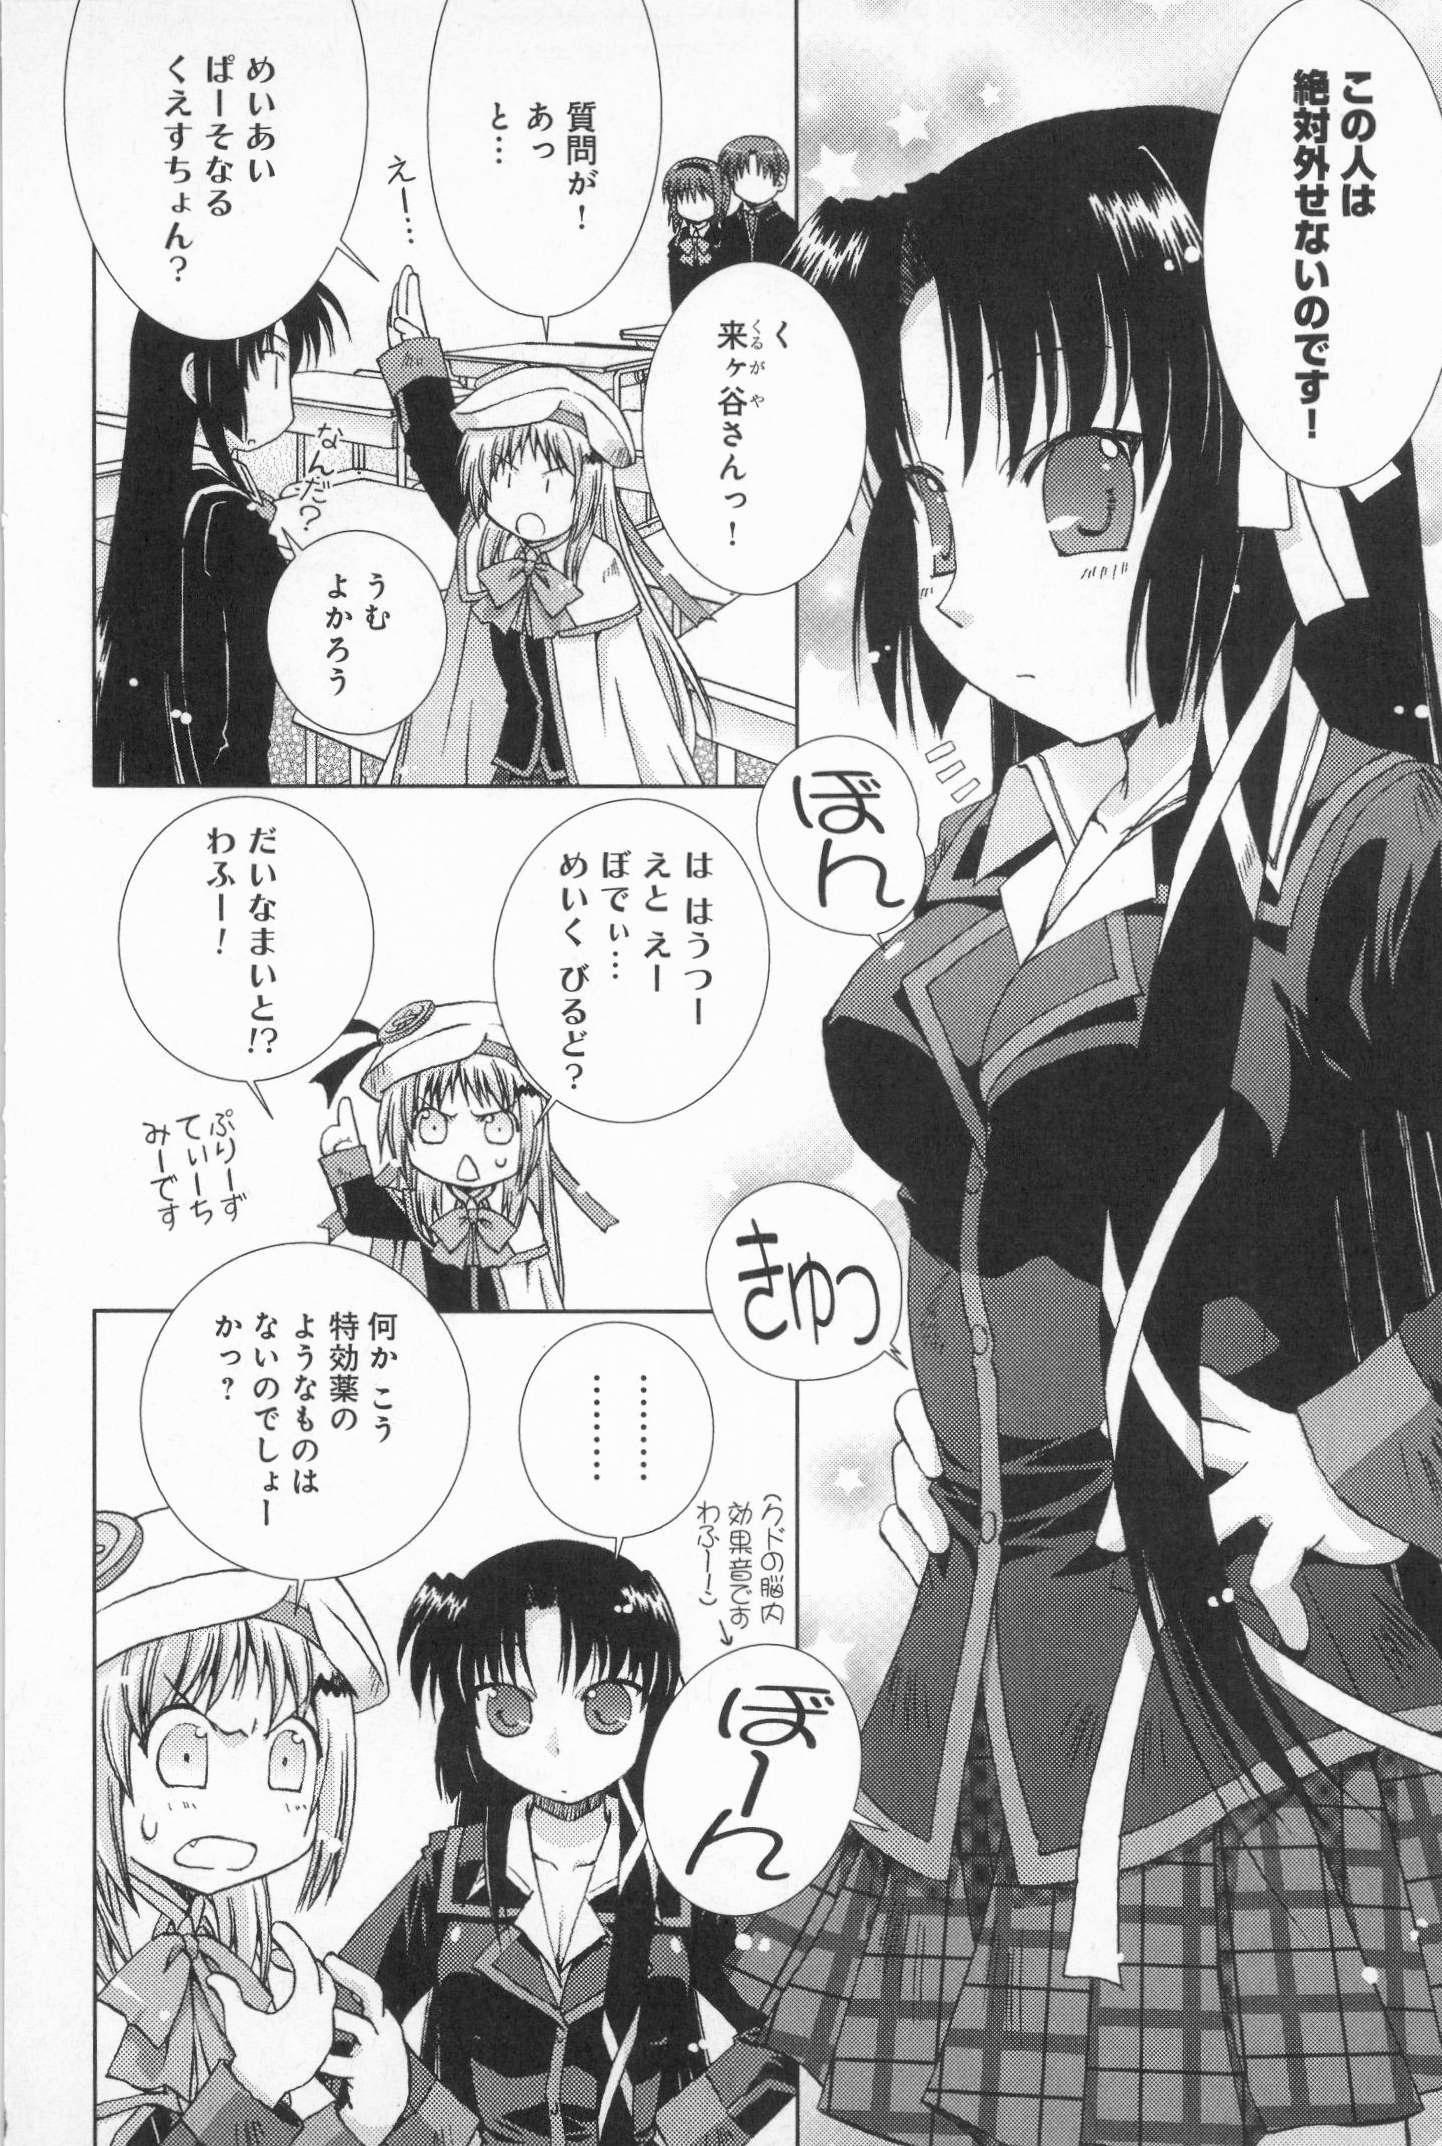 この人は
絶対外せないのです!
ぼん
きゅっ
ぼーん
(クドの脳内
効果音です
わふーー)
く
来ヶ谷さんっ!
くるがや
質問が!
あっ
と…
えー…
めいあい
ぱーそなる
くえすちょん?
なんだ?
うむ
よかろう
は はうつー
えと えー
ぼでぃ…
めいく びるど?
だいなまいと!?
わふー!
ぷりーず
てぃーち
みーです
………
………
何か こう
特効薬の
ようなものは
ないのでしょー
かっ?